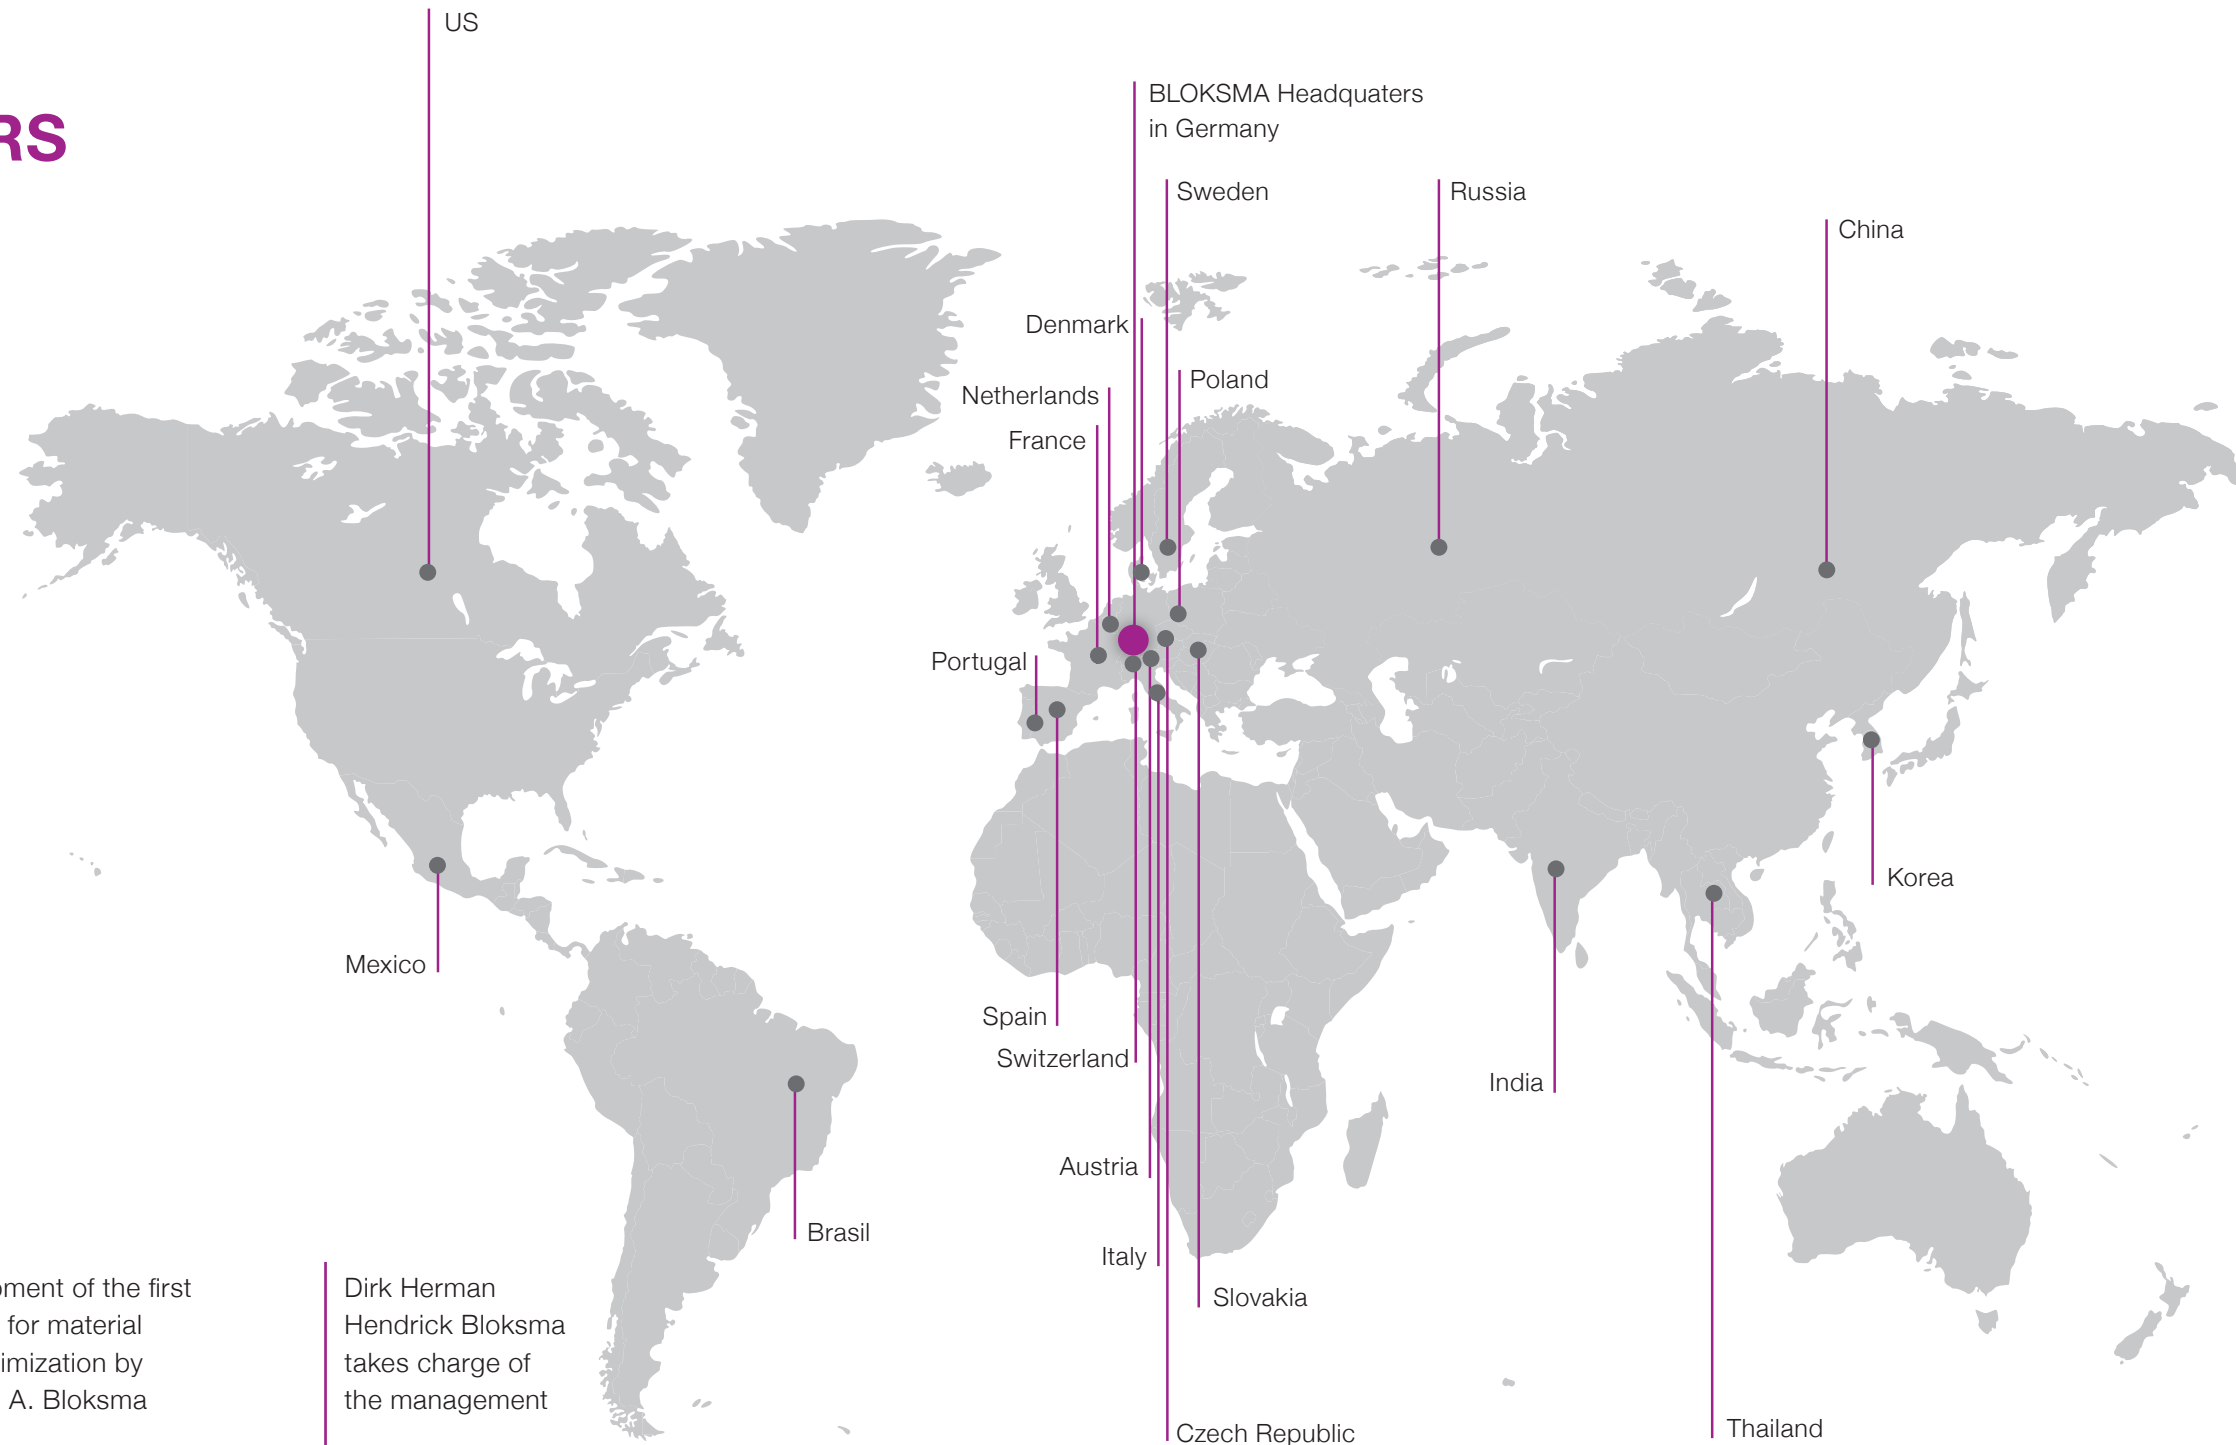 US
RS
BLOKSMA Headquaters
in Germany
Sweden
Russia
China
Denmark
Poland
Netherlands
France
Portugal
Korea
Mexico
Spain
Switzerland
India
Austria
Brasil
Italy
Slovakia
pment of the first
for material
imization by
A. Bloksma
Dirk Herman
Hendrick Bloksma
takes charge of
the management
Czech Republic
Thailand